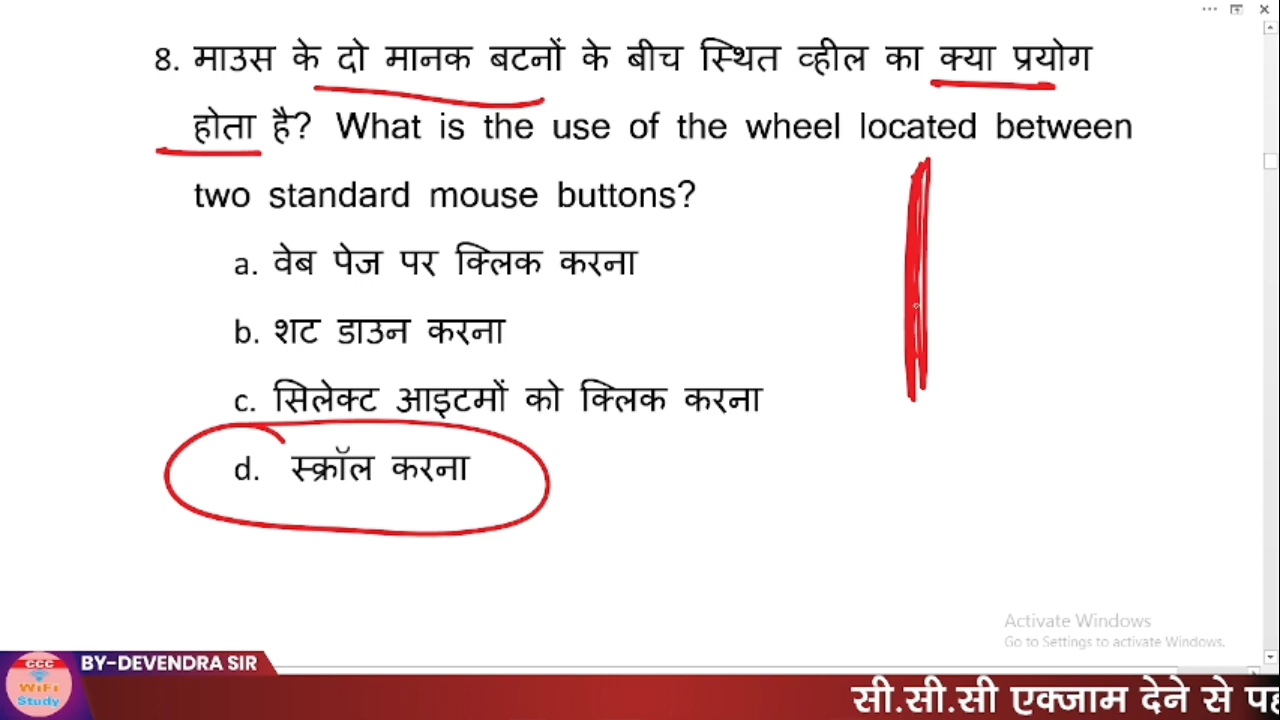 8. माउस के दो मानक बटनों के बीच स्थित व्हील का क्या प्रयोग
होता है? What is the use of the wheel located between
two standard mouse buttons?
a. वेब पेज पर क्लिक करना
b. शट डाउन करना
c. सिलेक्ट आइटमों को क्लिक करना
d. स्क्रॉल करना
Activate Windows
Go to Settings to activate Windows.
CCC
WiFi
Study
BY-DEVENDRA SIR
सी.सी.सी एक्जाम देने से